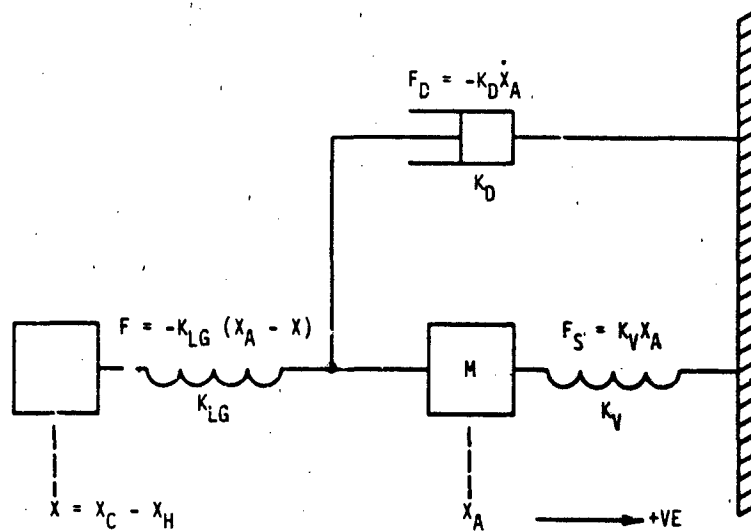 F_D = -K_D Ẋ_A
K_D
F = -K_LG (X_A - X)
F_S = K_V X_A
M
K_LG
K_V
X = X_C - X_H
X_A
+VE